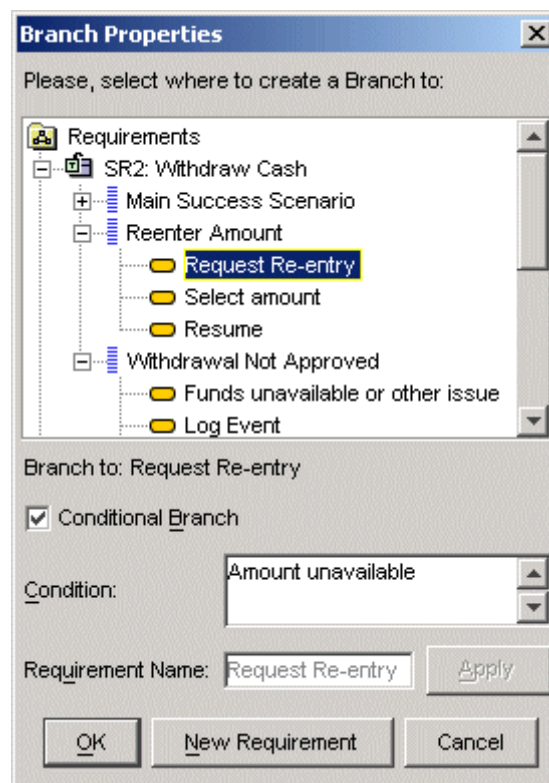 Branch Properties
Please, select where to create a Branch to:
Requirements
SR2: Withdraw Cash
Main Success Scenario
Reenter Amount
Request Re-entry
Select amount
Resume
Withdrawal Not Approved
Funds unavailable or other issue
Log Event
Branch to: Request Re-entry
Conditional Branch
Condition: Amount unavailable
Requirement Name: Request Re-entry Apply
OK New Requirement Cancel